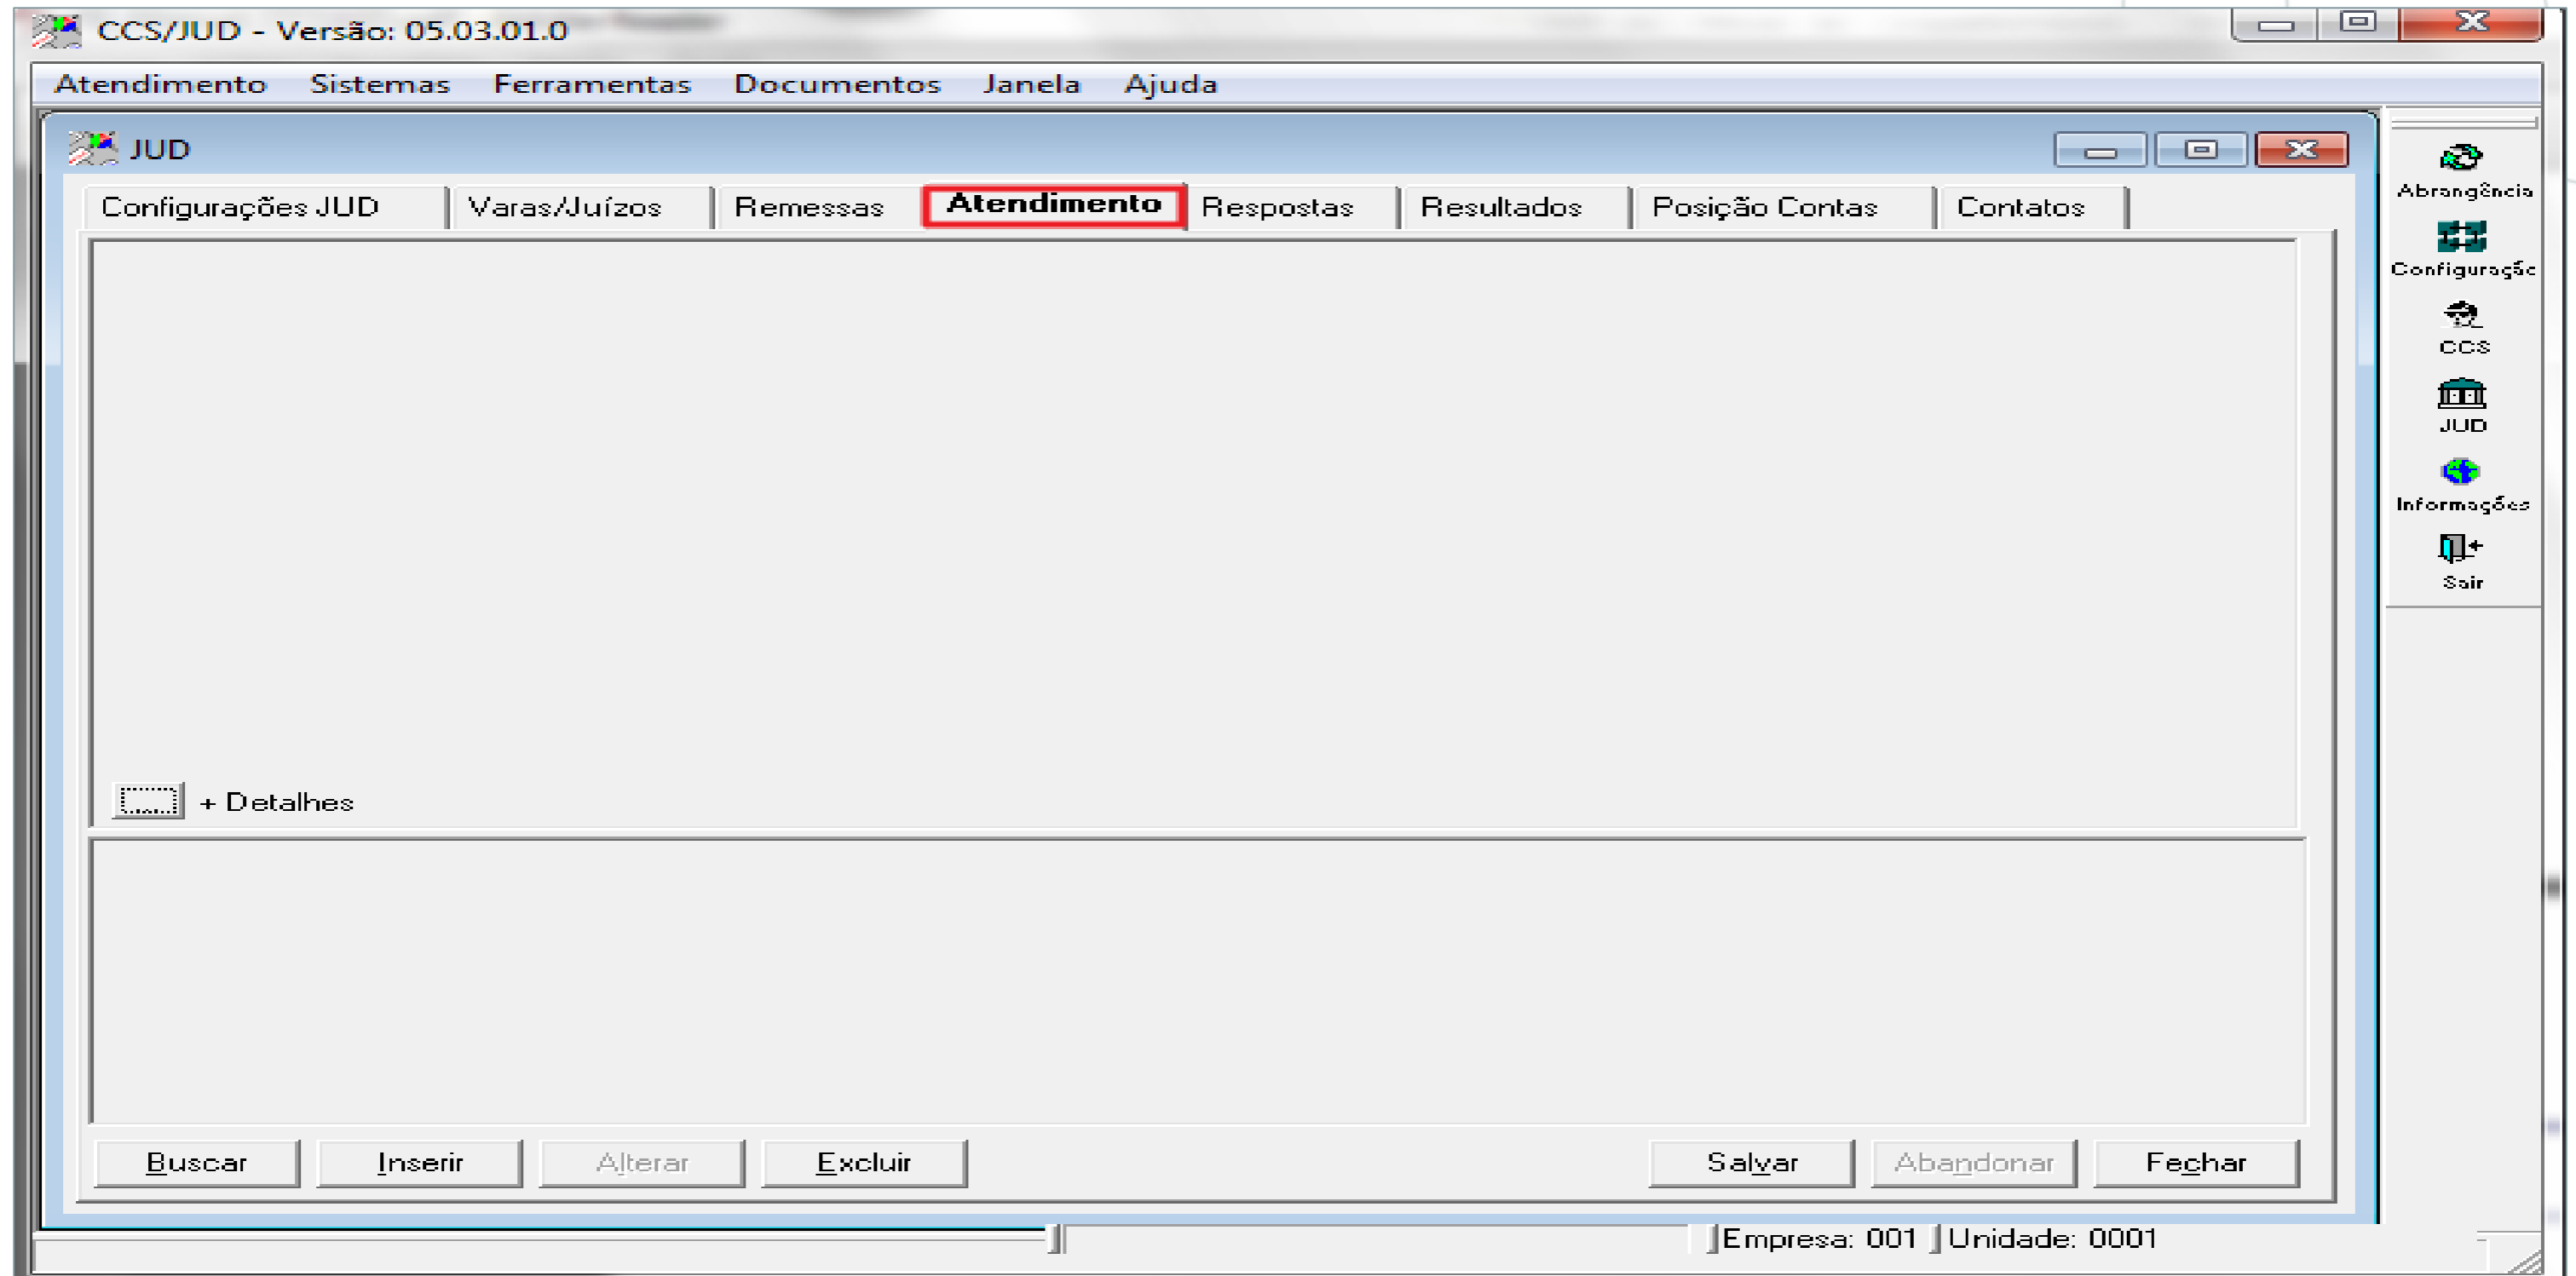 CCS/JUD - Versão: 05.03.01.0
Atendimento Sistemas Ferramentas Documentos Janela Ajuda
JUD
Configurações JUD Varas/Juízos Remessas Atendimento Respostas Resultados Posição Contas Contatos
Abrangência
Configuraçãc
CCS
JUD
Informações
Sair
... + Detalhes
Buscar Inserir Alterar Excluir Salvar Abandonar Fechar
Empresa: 001 Unidade: 0001